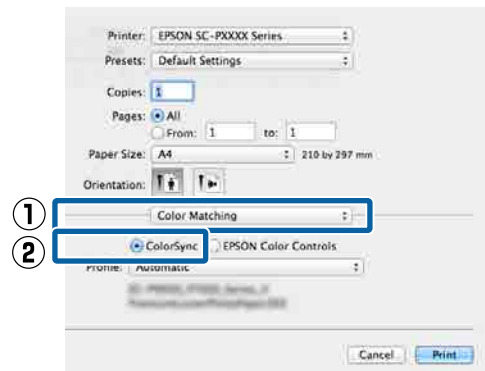 Printer: EPSON SC-PXXXX Series
Presets: Default Settings
Copies: 1
Pages: All
From: 1 to: 1
Paper Size: A4 210 by 297 mm
Orientation:
① Color Matching
② ColorSync EPSON Color Controls
Profile: Automatic
Cancel Print